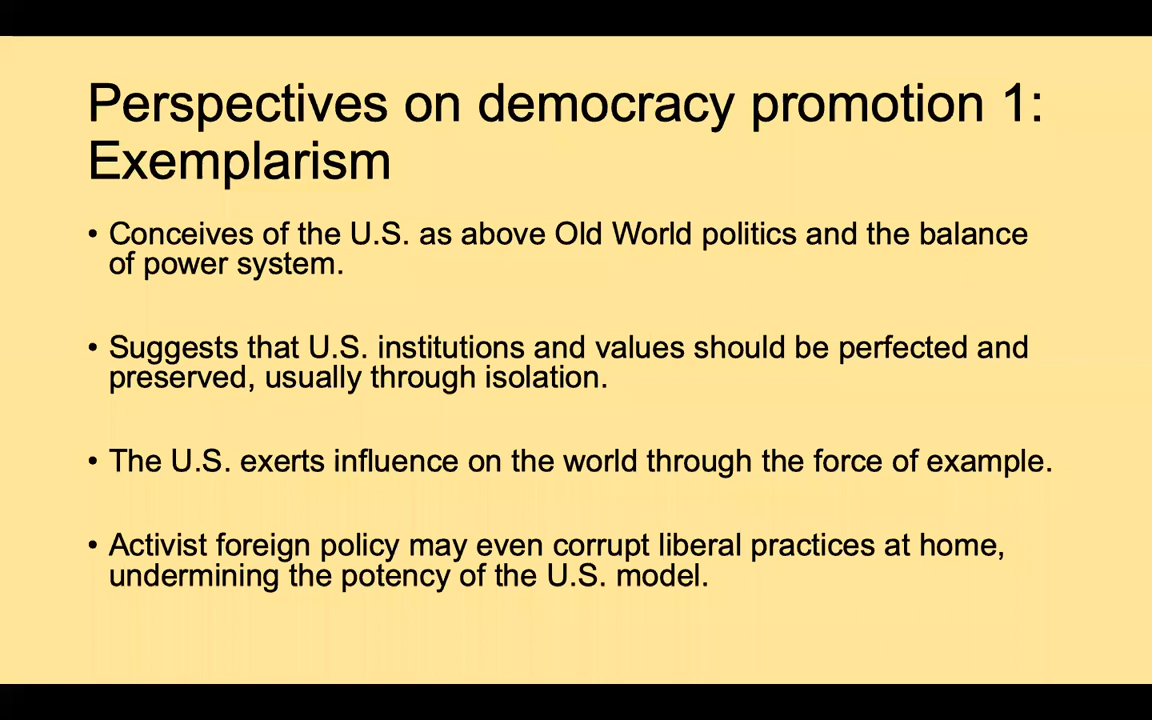 Perspectives on democracy promotion 1:
Exemplarism
• Conceives of the U.S. as above Old World politics and the balance
of power system.
• Suggests that U.S. institutions and values should be perfected and
preserved, usually through isolation.
• The U.S. exerts influence on the world through the force of example.
• Activist foreign policy may even corrupt liberal practices at home,
undermining the potency of the U.S. model.